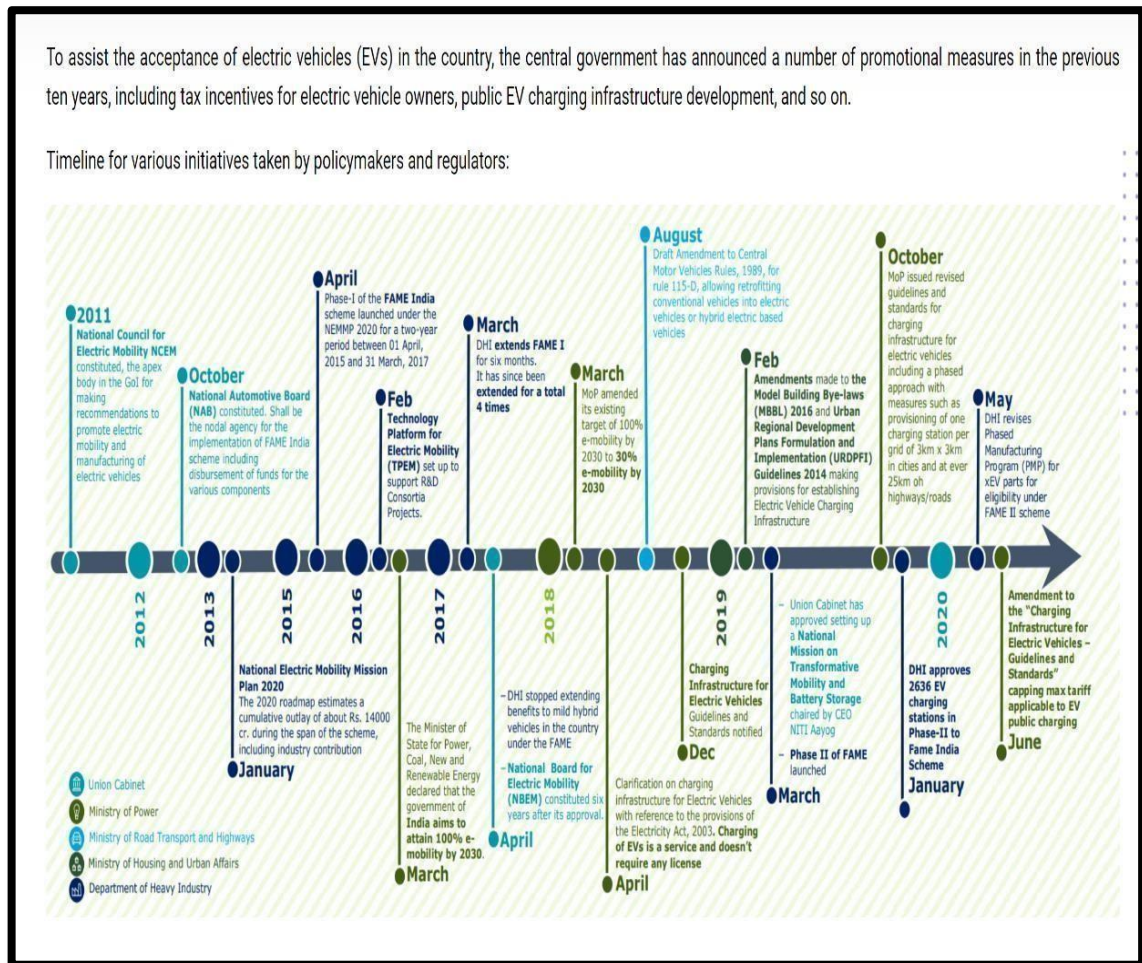 To assist the acceptance of electric vehicles (EVs) in the country, the central government has announced a number of promotional measures in the previous
ten years, including tax incentives for electric vehicle owners, public EV charging infrastructure development, and so on.
Timeline for various initiatives taken by policymakers and regulators:
2011
National Council for
Electric Mobility NCEM
constituted, the apex
body in the GoI for
making
recommendations to
promote electric
mobility and
manufacturing of
electric vehicles
October
National Automotive Board
(NAB) constituted. Shall be
the nodal agency for the
implementation of FAME India
scheme including
disbursement of funds for the
various components
April
Phase-I of the FAME India
scheme launched under the
NEMMP 2020 for a two-year
period between 01 April,
2015 and 31 March, 2017
Feb
Technology
Platform for
Electric Mobility
(TPEM) set up to
support R&D
Consortia
Projects.
March
DHI extends FAME I
for six months.
It has since been
extended for a total
4 times
March
MoP amended
its existing
target of 100%
e-mobility by
2030 to 30%
e-mobility by
2030
August
Draft Amendment to Central
Motor Vehicles Rules, 1989, for
rule 115-D, allowing retrofitting
conventional vehicles into electric
vehicles or hybrid electric based
vehicles
Feb
Amendments made to the
Model Building Bye-laws
(MBBL) 2016 and Urban
Regional Development
Plans Formulation and
Implementation (URDPFI)
Guidelines 2014 making
provisions for establishing
Electric Vehicle Charging
Infrastructure
October
MoP issued revised
guidelines and
standards for
charging
infrastructure for
electric vehicles
including a phased
approach with
measures such as
provisioning of one
charging station per
grid of 3km x 3km
in cities and at ever
25km oh
highways/roads
May
DHI revises
Phased
Manufacturing
Program (PMP) for
xEV parts for
eligibility under
FAME II scheme
2012
2013
2015
2016
2017
2018
2019
2020
National Electric Mobility Mission
Plan 2020
The 2020 roadmap estimates a
cumulative outlay of about Rs. 14000
cr. during the span of the scheme,
including industry contribution
January
The Minister of
State for Power,
Coal, New and
Renewable Energy
declared that the
government of
India aims to
attain 100% e-
mobility by 2030.
March
– DHI stopped extending
benefits to mild hybrid
vehicles in the country
under the FAME
– National Board for
Electric Mobility
(NBEM) constituted six
years after its approval.
April
Clarification on charging
infrastructure for Electric Vehicles
with reference to the provisions of
the Electricity Act, 2003. Charging
of EVs is a service and doesn't
require any license
April
Charging
Infrastructure for
Electric Vehicles
Guidelines and
Standards notified
Dec
– Union Cabinet has
approved setting up
a National
Mission on
Transformative
Mobility and
Battery Storage
chaired by CEO
NITI Aayog
– Phase II of FAME
launched
March
DHI approves
2636 EV
charging
stations in
Phase-II to
Fame India
Scheme
January
Amendment to
the "Charging
Infrastructure for
Electric Vehicles –
Guidelines and
Standards"
capping max tariff
applicable to EV
public charging
June
Union Cabinet
Ministry of Power
Ministry of Road Transport and Highways
Ministry of Housing and Urban Affairs
Department of Heavy Industry